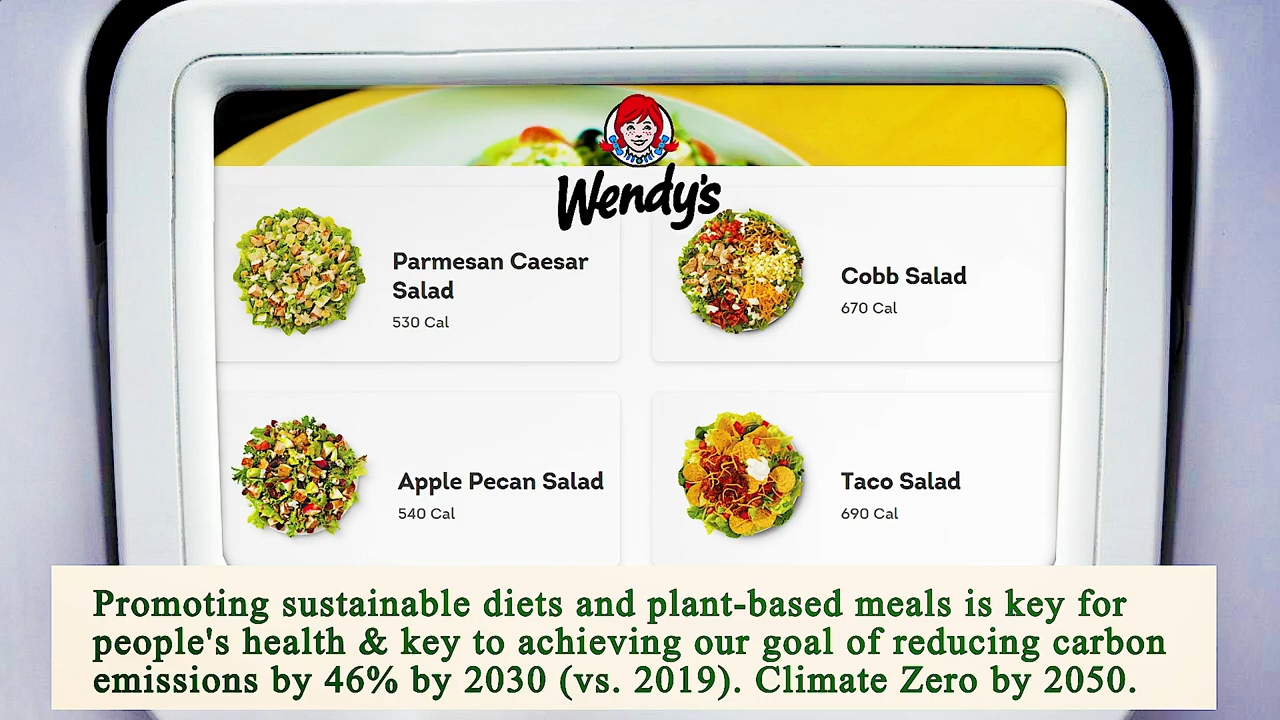 Wendy's
Parmesan Caesar
Salad
530 Cal
Cobb Salad
670 Cal
Apple Pecan Salad
540 Cal
Taco Salad
690 Cal
Promoting sustainable diets and plant-based meals is key for
people's health & key to achieving our goal of reducing carbon
emissions by 46% by 2030 (vs. 2019). Climate Zero by 2050.